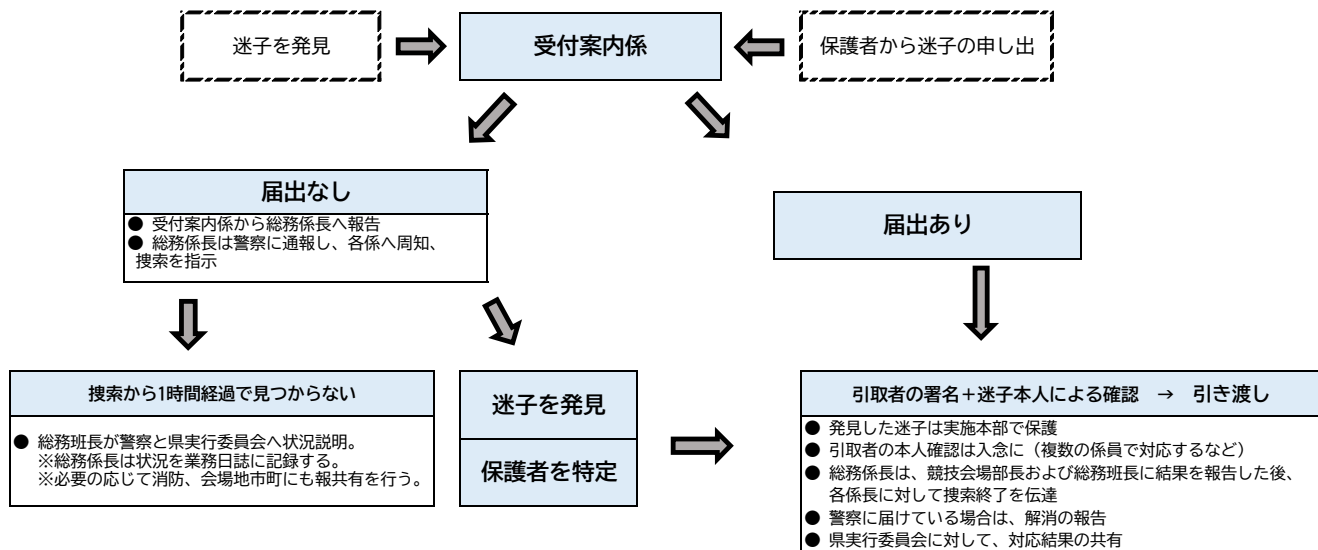 迷子を発見
受付案内係
保護者から迷子の申し出
届出なし
● 受付案内係から総務係長へ報告
● 総務係長は警察に通報し、各係へ周知、
捜索を指示
届出あり
捜索から1時間経過で見つからない
● 総務班長が警察と県実行委員会へ状況説明。
※総務係長は状況を業務日誌に記録する。
※必要の応じて消防、会場地市町にも報共有を行う。
迷子を発見
保護者を特定
引取者の署名+迷子本人による確認 → 引き渡し
● 発見した迷子は実施本部で保護
● 引取者の本人確認は入念に（複数の係員で対応するなど）
● 総務係長は、競技会場部長および総務班長に結果を報告した後、
各係長に対して捜索終了を伝達
● 警察に届けている場合は、解消の報告
● 県実行委員会に対して、対応結果の共有